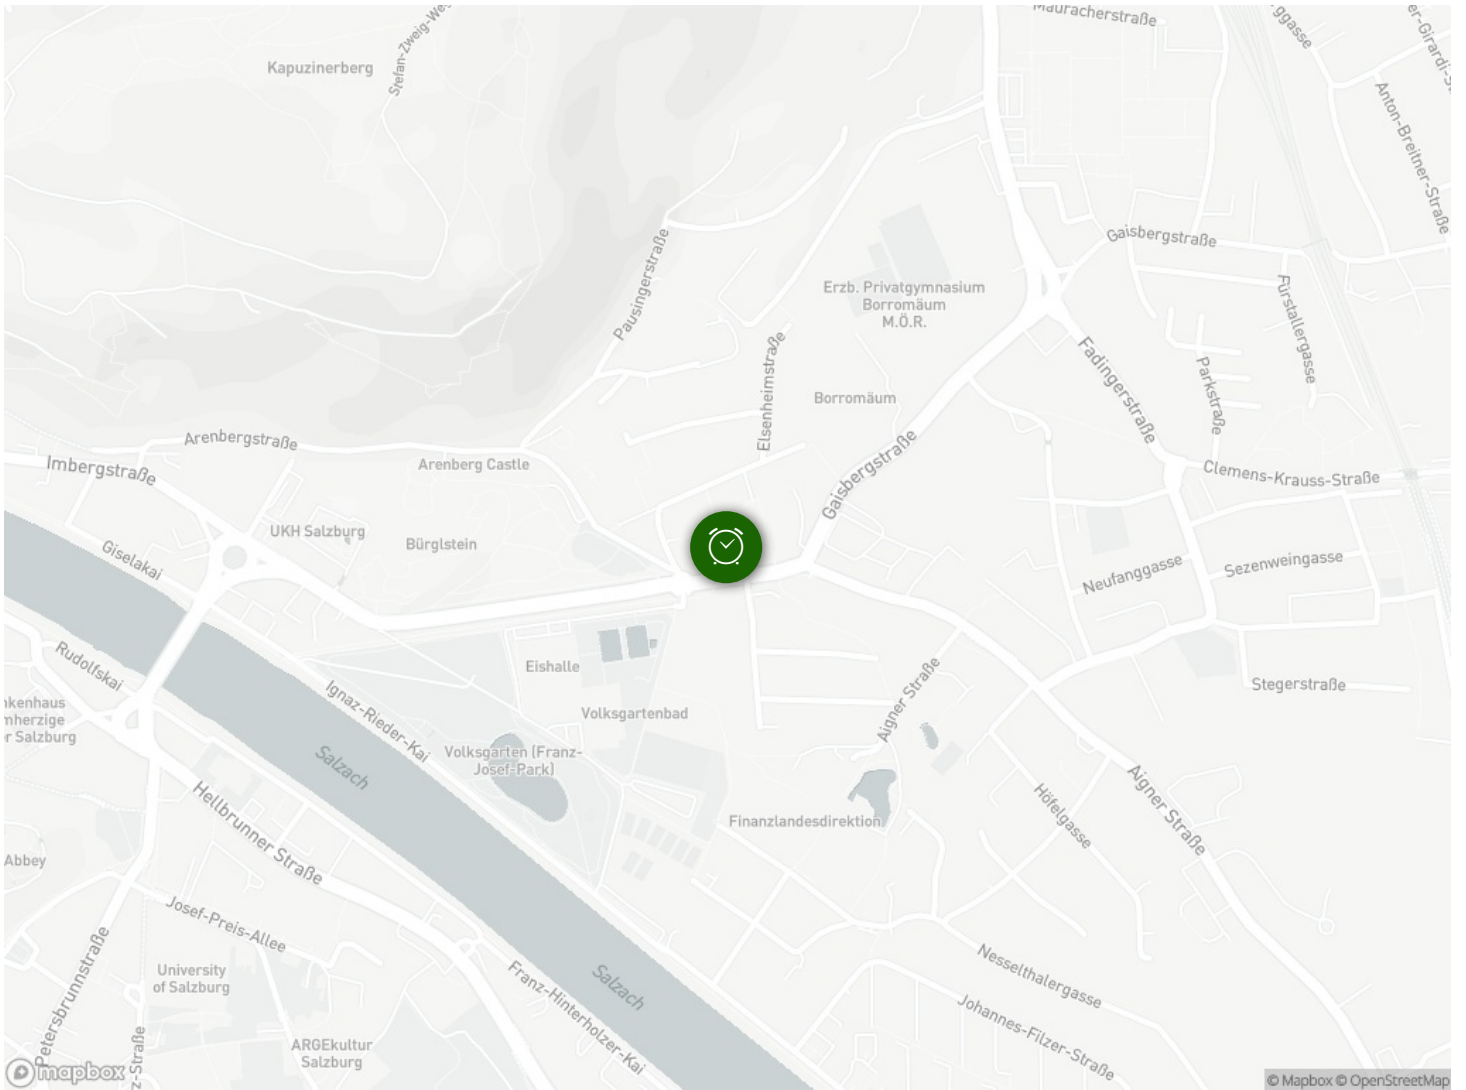 Mauracherstraße
Kapuzinerberg
Anton-Breitner-Straße
Gaisbergstraße
Pausingerstraße
Fürstallergasse
Erzb. Privatgymnasium
Borromäum
M.Ö.R.
Elsenheimstraße
Fadingerstraße
Parkstraße
Borromäum
Arenbergstraße
Imbergstraße
Arenberg Castle
Gaisbergstraße
Clemens-Krauss-Straße
UKH Salzburg
Bürglstein
Giselakai
Neufanggasse
Sezenweingasse
Rudolfskai
Eishalle
Aigner Straße
Stegerstraße
Ignaz-Rieder-Kai
Volksgartenbad
r Salzburg
Salzach
Volksgarten (Franz-
Josef-Park)
Hellbrunner Straße
Finanzlandesdirektion
Höfelgasse
Aigner Straße
Abbey
Josef-Preis-Allee
Petersbrunnstraße
University
of Salzburg
Salzach
Franz-Hinterholzer-Kai
Nesselthalergasse
Johannes-Filzer-Straße
ARGEkultur
Salzburg
z-Straße
mapbox
© Mapbox © OpenStreetMap